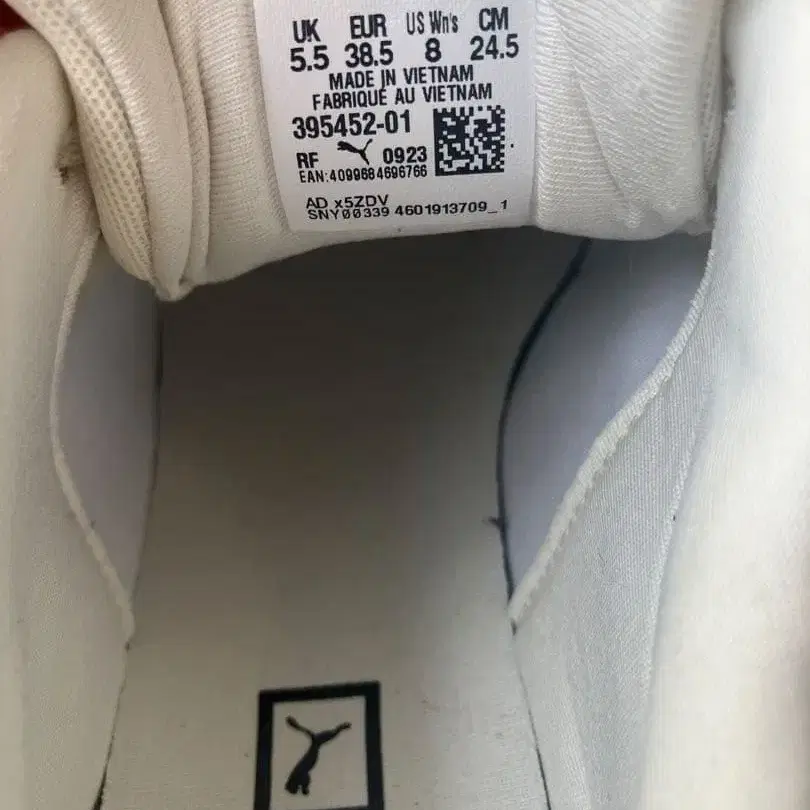 UK EUR US Wn's CM
5.5 38.5 8 24.5
MADE IN VIETNAM
FABRIQUÉ AU VIETNAM
395452-01
RF 0923
EAN:4099684696766
AD x5ZDV
SNY00339 4601913709_1